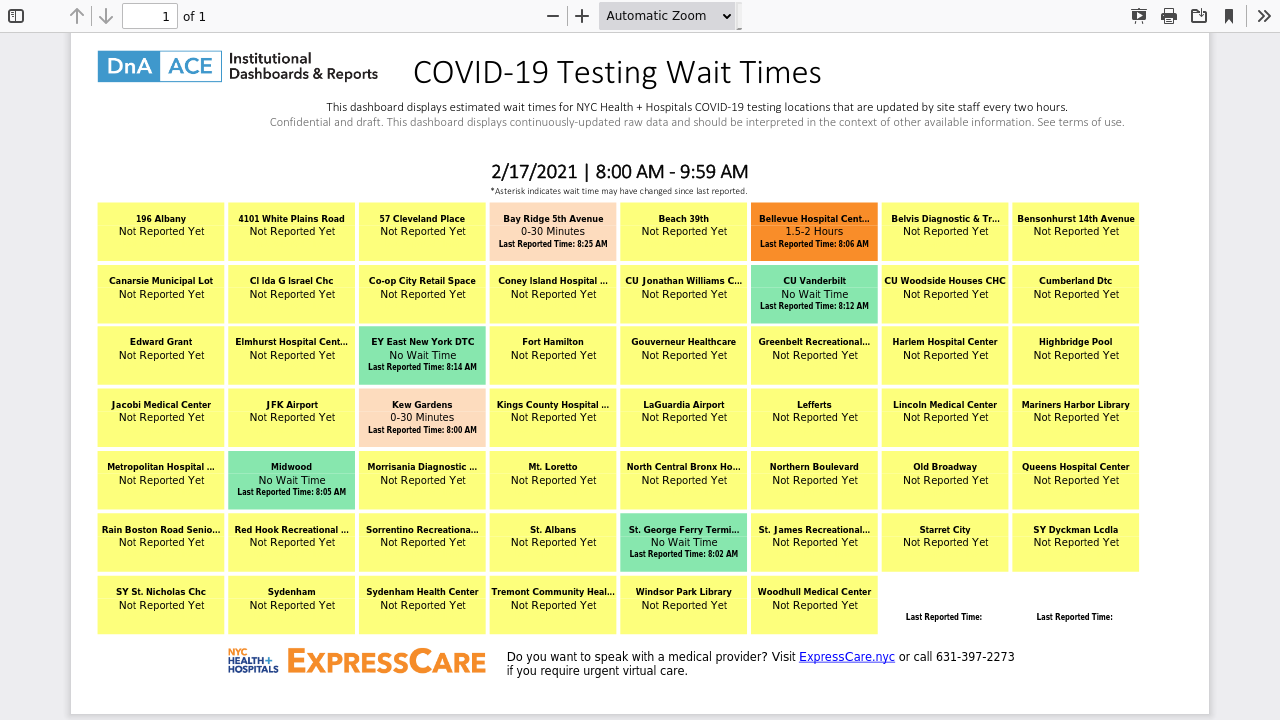 1 of 1 Automatic Zoom
DnA ACE Institutional
Dashboards & Reports
COVID-19 Testing Wait Times
This dashboard displays estimated wait times for NYC Health + Hospitals COVID-19 testing locations that are updated by site staff every two hours.
Confidential and draft. This dashboard displays continuously-updated raw data and should be interpreted in the context of other available information. See terms of use.
2/17/2021 | 8:00 AM - 9:59 AM
*Asterisk indicates wait time may have changed since last reported.
196 Albany 4101 White Plains Road 57 Cleveland Place Bay Ridge 5th Avenue Beach 39th Bellevue Hospital Cent... Belvis Diagnostic & Tr... Bensonhurst 14th Avenue
Not Reported Yet Not Reported Yet Not Reported Yet 0-30 Minutes Not Reported Yet 1.5-2 Hours Not Reported Yet Not Reported Yet
Last Reported Time: 8:25 AM Last Reported Time: 8:06 AM
Canarsie Municipal Lot Cl Ida G Israel Chc Co-op City Retail Space Coney Island Hospital ... CU Jonathan Williams C... CU Vanderbilt CU Woodside Houses CHC Cumberland Dtc
Not Reported Yet Not Reported Yet Not Reported Yet Not Reported Yet Not Reported Yet No Wait Time Not Reported Yet Not Reported Yet
Last Reported Time: 8:12 AM
Edward Grant Elmhurst Hospital Cent... EY East New York DTC Fort Hamilton Gouverneur Healthcare Greenbelt Recreational... Harlem Hospital Center Highbridge Pool
Not Reported Yet Not Reported Yet No Wait Time Not Reported Yet Not Reported Yet Not Reported Yet Not Reported Yet Not Reported Yet
Last Reported Time: 8:14 AM
Jacobi Medical Center JFK Airport Kew Gardens Kings County Hospital ... LaGuardia Airport Lefferts Lincoln Medical Center Mariners Harbor Library
Not Reported Yet Not Reported Yet 0-30 Minutes Not Reported Yet Not Reported Yet Not Reported Yet Not Reported Yet Not Reported Yet
Last Reported Time: 8:00 AM
Metropolitan Hospital ... Midwood Morrisania Diagnostic ... Mt. Loretto North Central Bronx Ho... Northern Boulevard Old Broadway Queens Hospital Center
Not Reported Yet No Wait Time Not Reported Yet Not Reported Yet Not Reported Yet Not Reported Yet Not Reported Yet Not Reported Yet
Last Reported Time: 8:05 AM
Rain Boston Road Senio... Red Hook Recreational ... Sorrentino Recreationa... St. Albans St. George Ferry Termi... St. James Recreational... Starret City SY Dyckman Lcdla
Not Reported Yet Not Reported Yet Not Reported Yet Not Reported Yet No Wait Time Not Reported Yet Not Reported Yet Not Reported Yet
Last Reported Time: 8:02 AM
SY St. Nicholas Chc Sydenham Sydenham Health Center Tremont Community Heal... Windsor Park Library Woodhull Medical Center
Not Reported Yet Not Reported Yet Not Reported Yet Not Reported Yet Not Reported Yet Not Reported Yet
Last Reported Time: Last Reported Time:
NYC
HEALTH+
HOSPITALS
EXPRESSCARE
Do you want to speak with a medical provider? Visit ExpressCare.nyc or call 631-397-2273
if you require urgent virtual care.